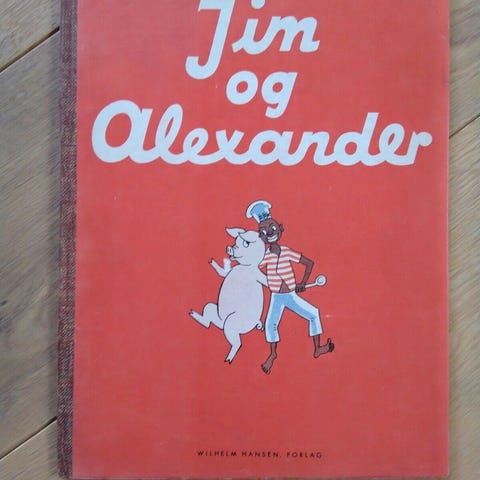 Jim
og
Alexander
WILHELM HANSEN, FORLAG